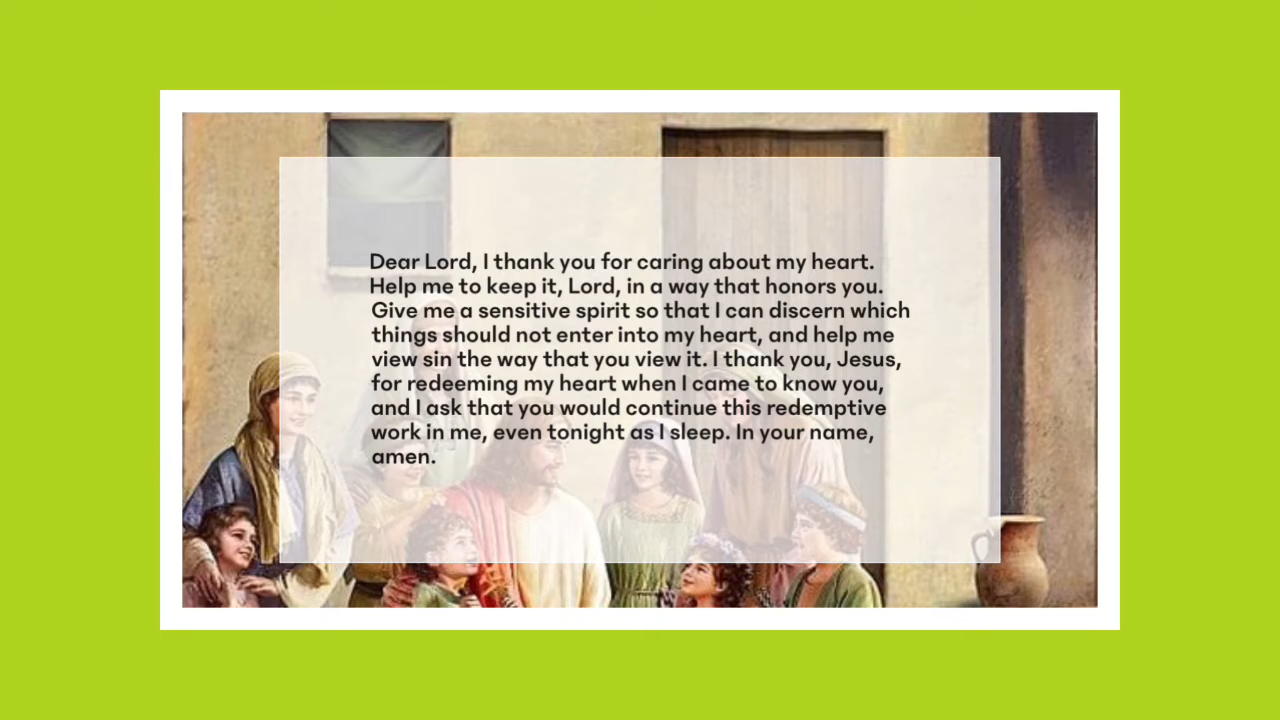 Dear Lord, I thank you for caring about my heart.
Help me to keep it, Lord, in a way that honors you.
Give me a sensitive spirit so that I can discern which
things should not enter into my heart, and help me
view sin the way that you view it. I thank you, Jesus,
for redeeming my heart when I came to know you,
and I ask that you would continue this redemptive
work in me, even tonight as I sleep. In your name,
amen.